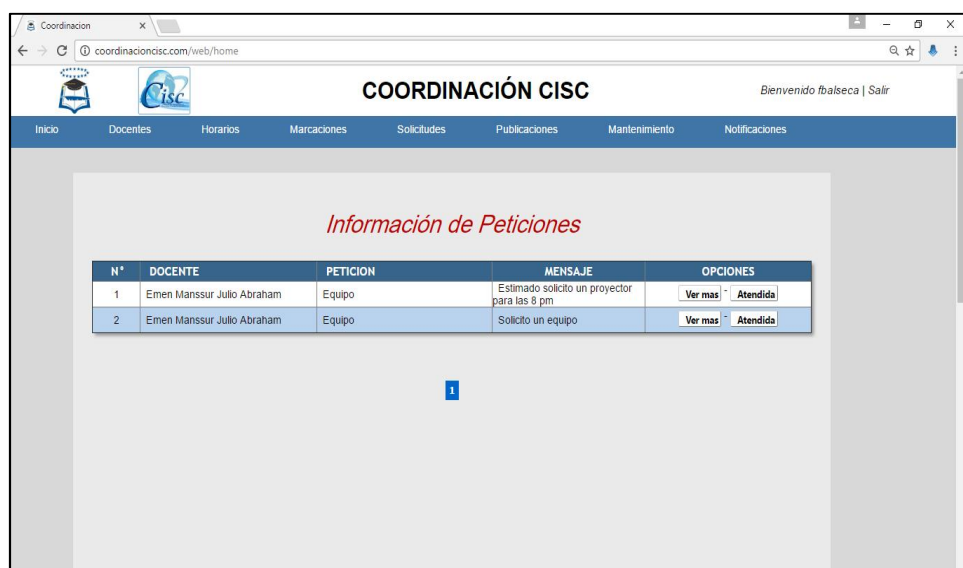 Coordinacion
coordinacioncisc.com/web/home
Cisc
COORDINACIÓN CISC
Bienvenido fbalseca | Salir
Inicio Docentes Horarios Marcaciones Solicitudes Publicaciones Mantenimiento Notificaciones
Información de Peticiones
N° DOCENTE PETICION MENSAJE OPCIONES
1 Emen Manssur Julio Abraham Equipo Estimado solicito un proyector para las 8 pm Ver mas - Atendida
2 Emen Manssur Julio Abraham Equipo Solicito un equipo Ver mas - Atendida
1